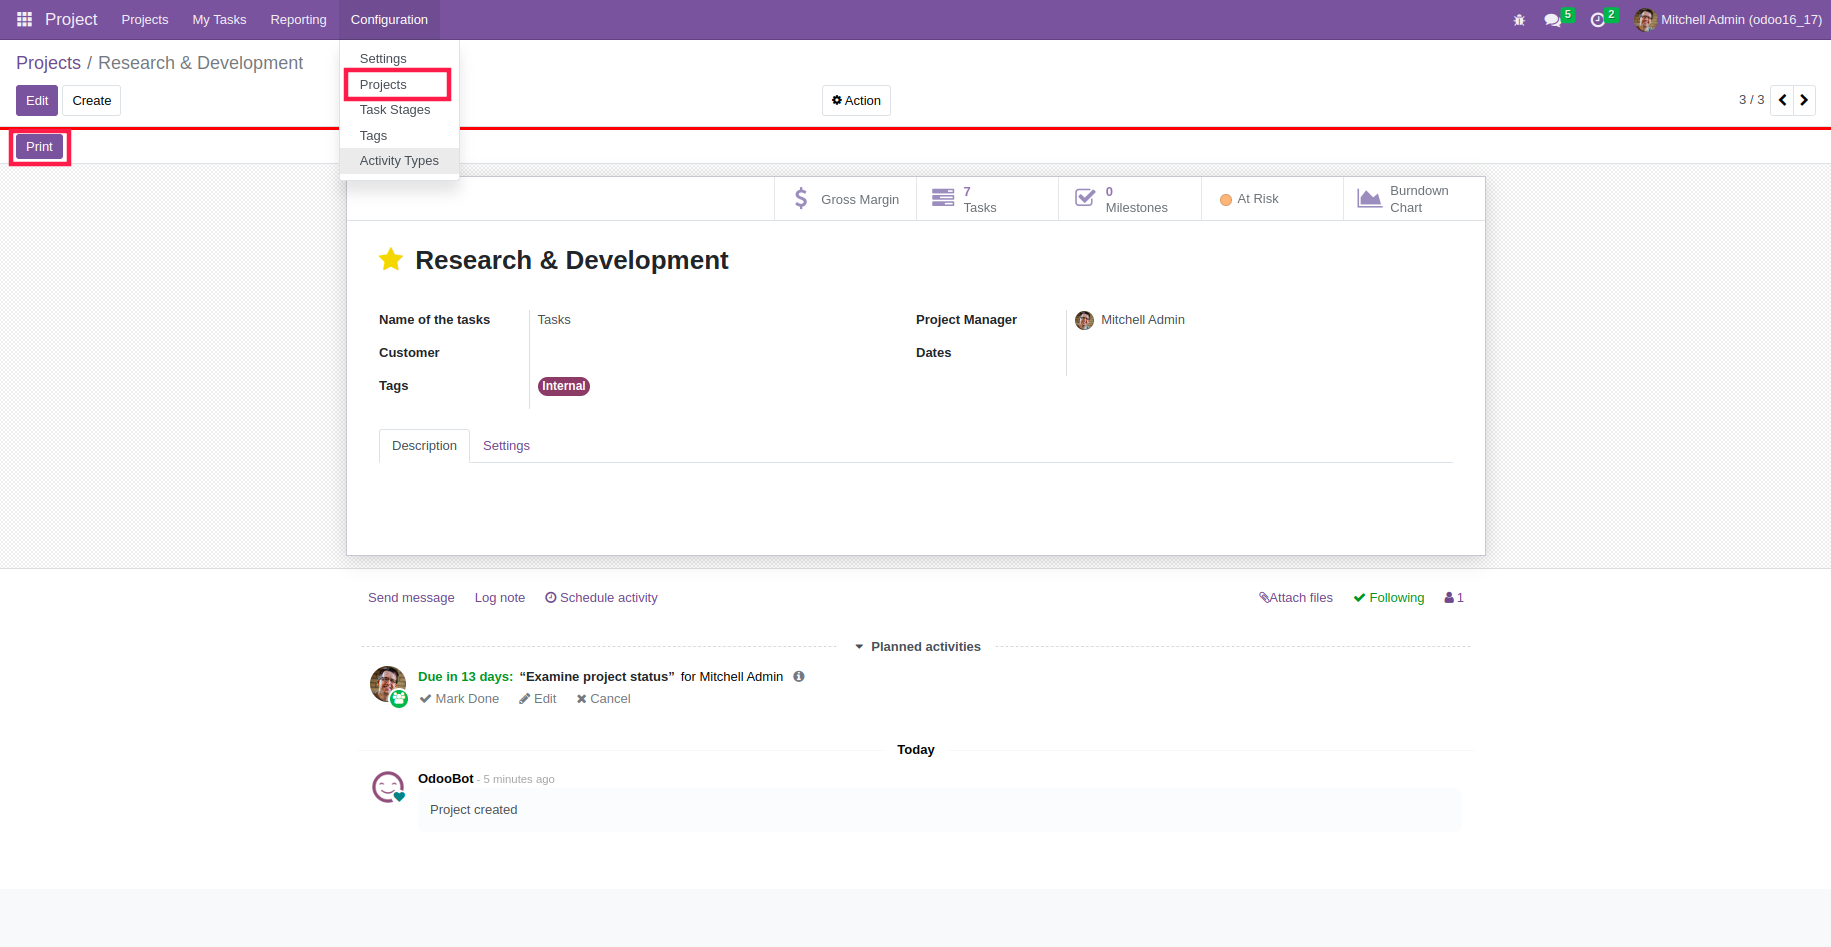 Project Projects My Tasks Reporting Configuration 5 2 Mitchell Admin (odoo16_17)
Projects / Research & Development
Settings
Projects
Task Stages
Tags
Activity Types
Edit Create Action 3 / 3
Print
Gross Margin
7
Tasks
0
Milestones
At Risk
Burndown
Chart
Research & Development
Name of the tasks Tasks
Customer
Tags Internal
Project Manager Mitchell Admin
Dates
Description Settings
Send message Log note Schedule activity Attach files Following 1
Planned activities
Due in 13 days: “Examine project status” for Mitchell Admin
Mark Done Edit Cancel
Today
OdooBot - 5 minutes ago
Project created